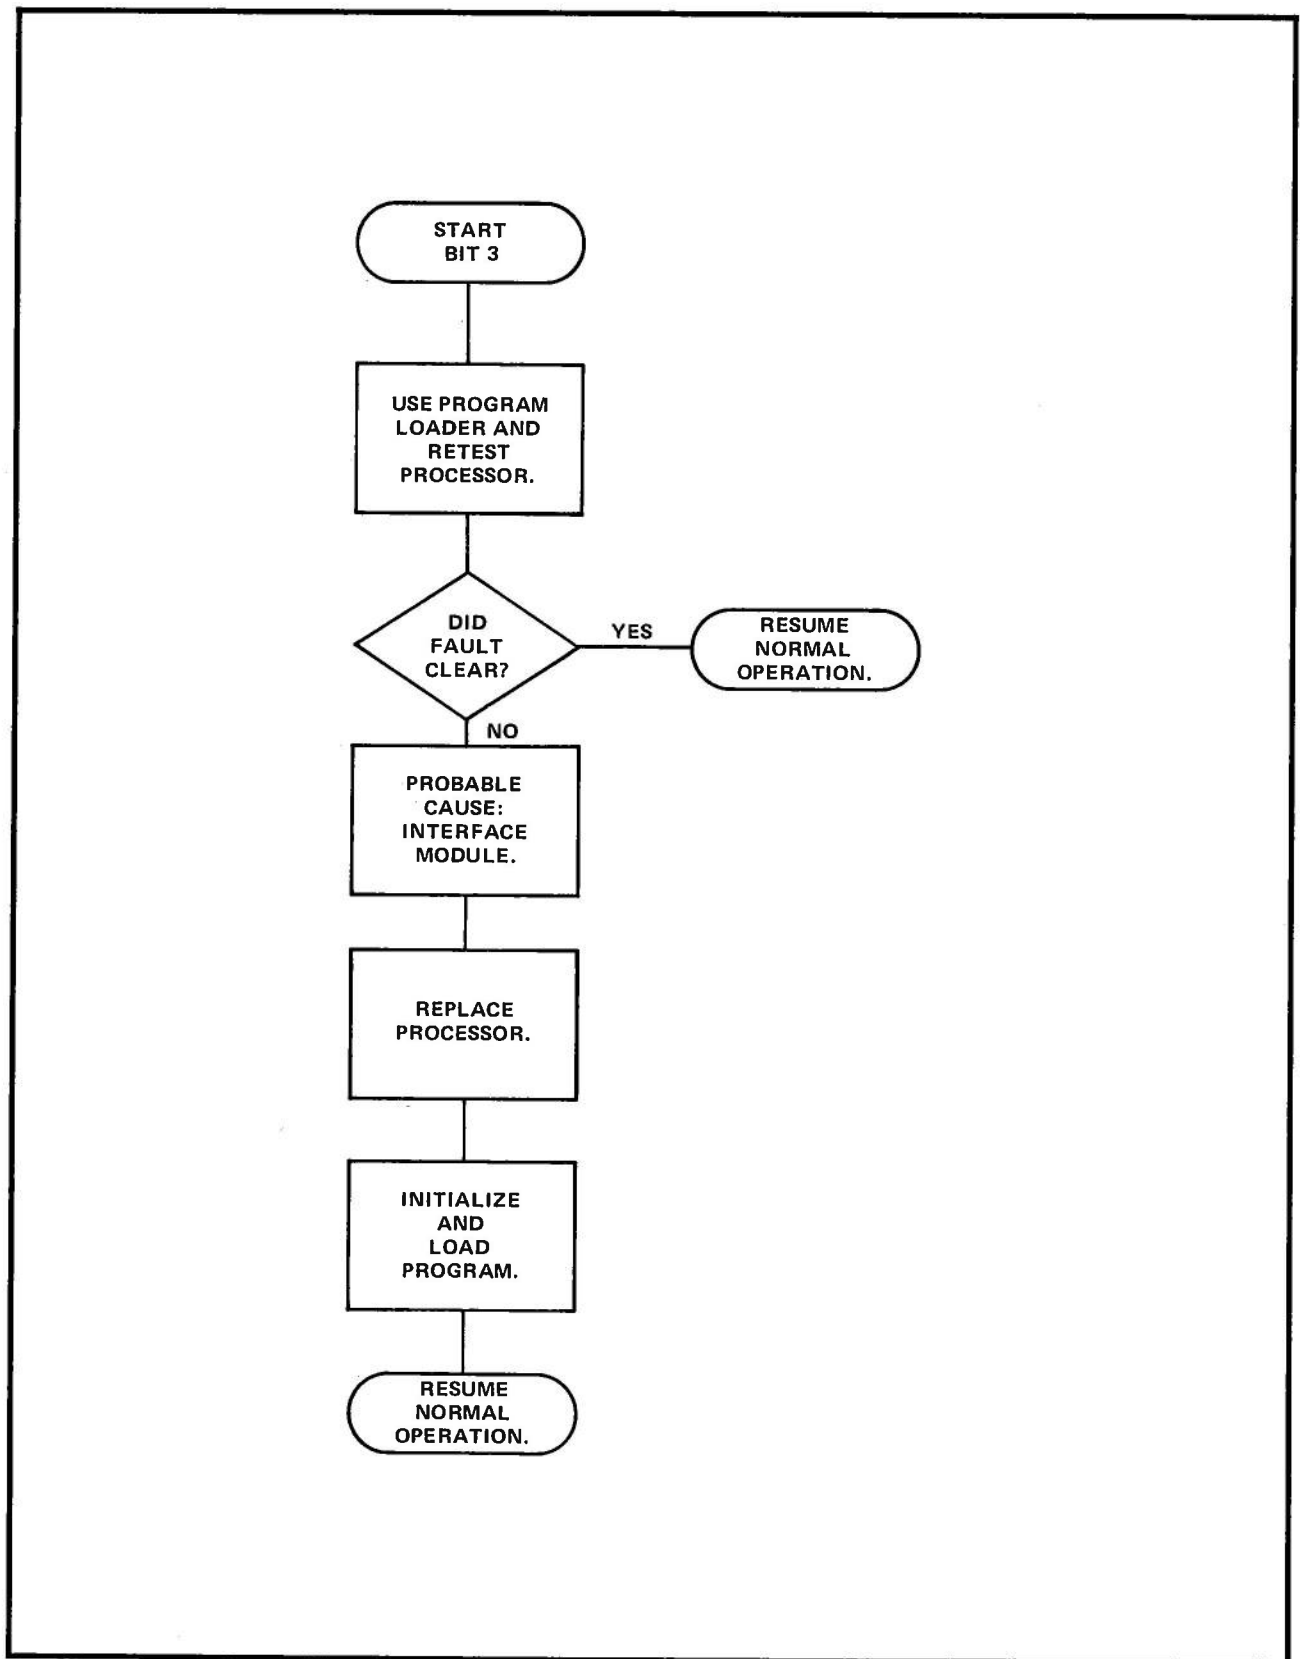 START
BIT 3
USE PROGRAM
LOADER AND
RETEST
PROCESSOR.
DID
FAULT
CLEAR?
YES
RESUME
NORMAL
OPERATION.
NO
PROBABLE
CAUSE:
INTERFACE
MODULE.
REPLACE
PROCESSOR.
INITIALIZE
AND
LOAD
PROGRAM.
RESUME
NORMAL
OPERATION.